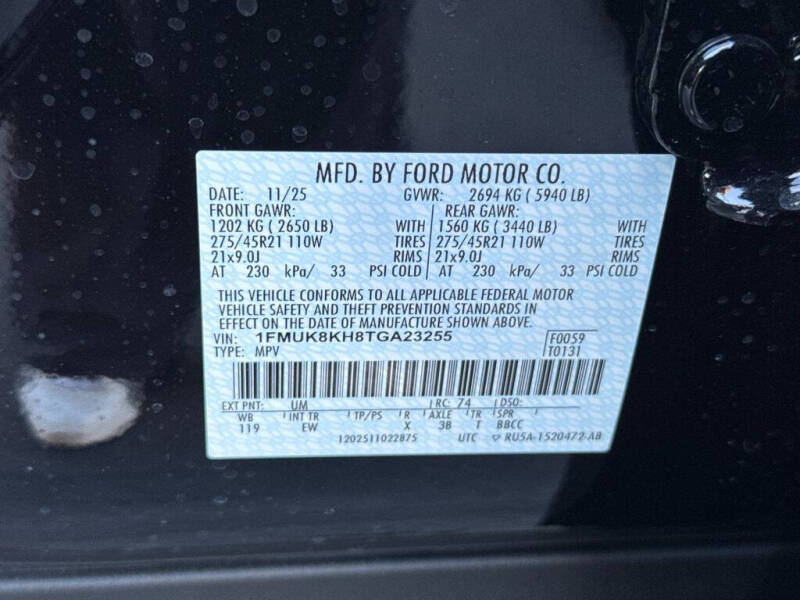 MFD. BY FORD MOTOR CO.
DATE: 11/25 GVWR: 2694 KG ( 5940 LB)
FRONT GAWR: REAR GAWR:
1202 KG ( 2650 LB) WITH 1560 KG ( 3440 LB) WITH
275/45R21 110W TIRES 275/45R21 110W TIRES
21x9.0J RIMS 21x9.0J RIMS
AT 230 kPa/ 33 PSI COLD AT 230 kPa/ 33 PSI COLD
THIS VEHICLE CONFORMS TO ALL APPLICABLE FEDERAL MOTOR
VEHICLE SAFETY AND THEFT PREVENTION STANDARDS IN
EFFECT ON THE DATE OF MANUFACTURE SHOWN ABOVE.
VIN: 1FMUK8KH8TGA23255 F0059
TYPE: MPV T0131
EXT PNT: UM RC: 74 DSO:
WB INT TR TP/PS R AXLE TR SPR
119 EW X 3B T BBCC
1202511022875 UTC RU5A-1520472-AB